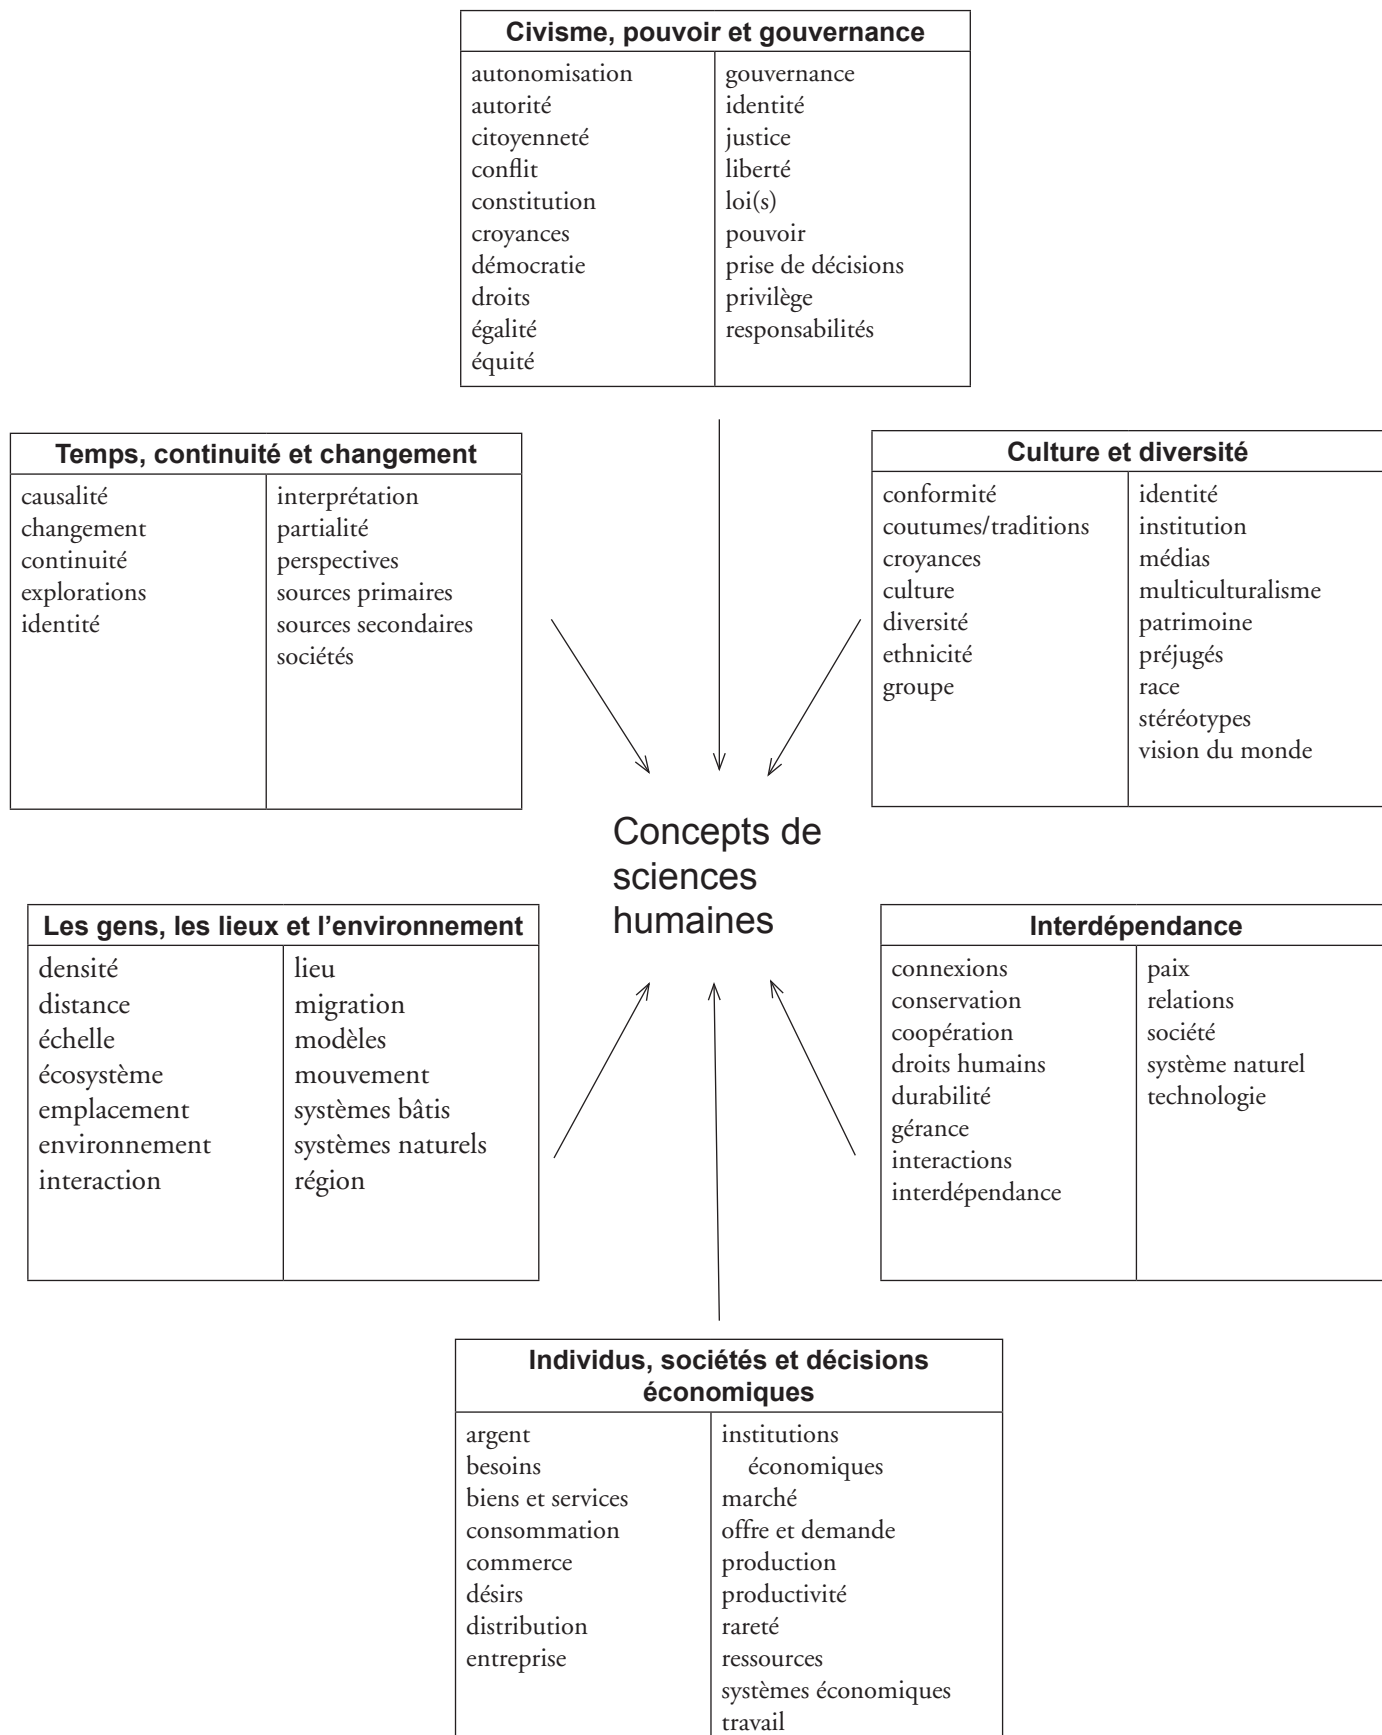 Civisme, pouvoir et gouvernance
autonomisation
autorité
citoyenneté
conflit
constitution
croyances
démocratie
droits
égalité
équité
gouvernance
identité
justice
liberté
loi(s)
pouvoir
prise de décisions
privilège
responsabilités
Temps, continuité et changement
causalité
changement
continuité
explorations
identité
interprétation
partialité
perspectives
sources primaires
sources secondaires
sociétés
Culture et diversité
conformité
coutumes/traditions
croyances
culture
diversité
ethnicité
groupe
identité
institution
médias
multiculturalisme
patrimoine
préjugés
race
stéréotypes
vision du monde
Concepts de
sciences
humaines
Les gens, les lieux et l'environnement
densité
distance
échelle
écosystème
emplacement
environnement
interaction
lieu
migration
modèles
mouvement
systèmes bâtis
systèmes naturels
région
Interdépendance
connexions
conservation
coopération
droits humains
durabilité
gérance
interactions
interdépendance
paix
relations
société
système naturel
technologie
Individus, sociétés et décisions
économiques
argent
besoins
biens et services
consommation
commerce
désirs
distribution
entreprise
institutions
économiques
marché
offre et demande
production
productivité
rareté
ressources
systèmes économiques
travail